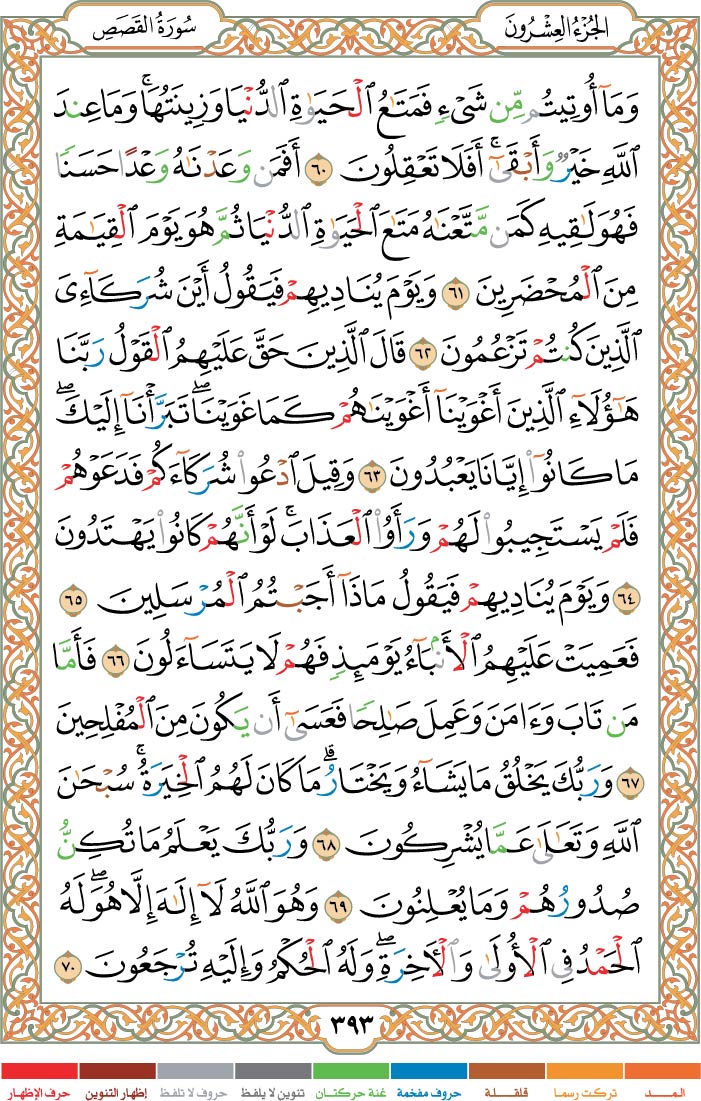 الجُزْءُ العِشْرُونَ
سُورَةُ القَصَصِ
وَمَآ أُوتِيتُم مِّن شَىْءٍ فَمَتَـٰعُ ٱلْحَيَوٰةِ ٱلدُّنْيَا وَزِينَتُهَا ۚ وَمَا عِندَ
ٱللَّهِ خَيْرٌ وَأَبْقَىٰٓ ۚ أَفَلَا تَعْقِلُونَ ٦٠ أَفَمَن وَعَدْنَـٰهُ وَعْدًا حَسَنًا
فَهُوَ لَـٰقِيهِ كَمَن مَّتَّعْنَـٰهُ مَتَـٰعَ ٱلْحَيَوٰةِ ٱلدُّنْيَا ثُمَّ هُوَ يَوْمَ ٱلْقِيَـٰمَةِ
مِنَ ٱلْمُحْضَرِينَ ٦١ وَيَوْمَ يُنَادِيهِمْ فَيَقُولُ أَيْنَ شُرَكَآءِىَ
ٱلَّذِينَ كُنتُمْ تَزْعُمُونَ ٦٢ قَالَ ٱلَّذِينَ حَقَّ عَلَيْهِمُ ٱلْقَوْلُ رَبَّنَا
هَـٰٓؤُلَآءِ ٱلَّذِينَ أَغْوَيْنَآ أَغْوَيْنَـٰهُمْ كَمَا غَوَيْنَا ۖ تَبَرَّأْنَآ إِلَيْكَ ۖ
مَا كَانُوٓا۟ إِيَّانَا يَعْبُدُونَ ٦٣ وَقِيلَ ٱدْعُوا۟ شُرَكَآءَكُمْ فَدَعَوْهُمْ
فَلَمْ يَسْتَجِيبُوا۟ لَهُمْ وَرَأَوُا۟ ٱلْعَذَابَ ۚ لَوْ أَنَّهُمْ كَانُوا۟ يَهْتَدُونَ
٦٤ وَيَوْمَ يُنَادِيهِمْ فَيَقُولُ مَاذَآ أَجَبْتُمُ ٱلْمُرْسَلِينَ ٦٥
فَعَمِيَتْ عَلَيْهِمُ ٱلْأَنۢبَآءُ يَوْمَئِذٍ فَهُمْ لَا يَتَسَآءَلُونَ ٦٦ فَأَمَّا
مَن تَابَ وَءَامَنَ وَعَمِلَ صَـٰلِحًا فَعَسَىٰٓ أَن يَكُونَ مِنَ ٱلْمُفْلِحِينَ
٦٧ وَرَبُّكَ يَخْلُقُ مَا يَشَآءُ وَيَخْتَارُ ۗ مَا كَانَ لَهُمُ ٱلْخِيَرَةُ ۚ سُبْحَـٰنَ
ٱللَّهِ وَتَعَـٰلَىٰ عَمَّا يُشْرِكُونَ ٦٨ وَرَبُّكَ يَعْلَمُ مَا تُكِنُّ
صُدُورُهُمْ وَمَا يُعْلِنُونَ ٦٩ وَهُوَ ٱللَّهُ لَآ إِلَـٰهَ إِلَّا هُوَ ۖ لَهُ
ٱلْحَمْدُ فِى ٱلْأُولَىٰ وَٱلْـَٔاخِرَةِ ۖ وَلَهُ ٱلْحُكْمُ وَإِلَيْهِ تُرْجَعُونَ ٧٠
٣٩٣
المــد تركت رسما قلقلة حروف مفخمة غنة حركتان تنوين لا يلفظ حروف لا تلفظ إظهار التنوين حرف الإظهار